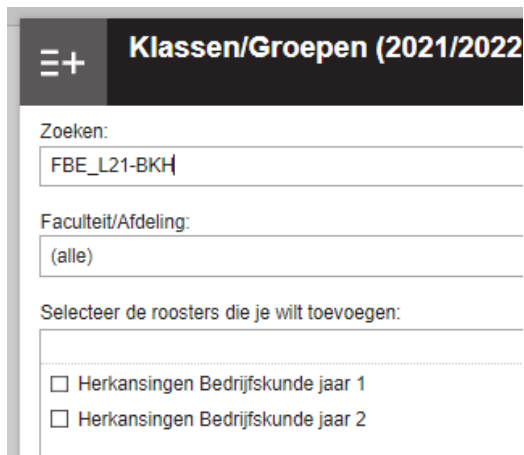 Klassen/Groepen (2021/2022
Zoeken:
FBE_L21-BKH
Faculteit/Afdeling:
(alle)
Selecteer de roosters die je wilt toevoegen:
Herkansingen Bedrijfskunde jaar 1
Herkansingen Bedrijfskunde jaar 2